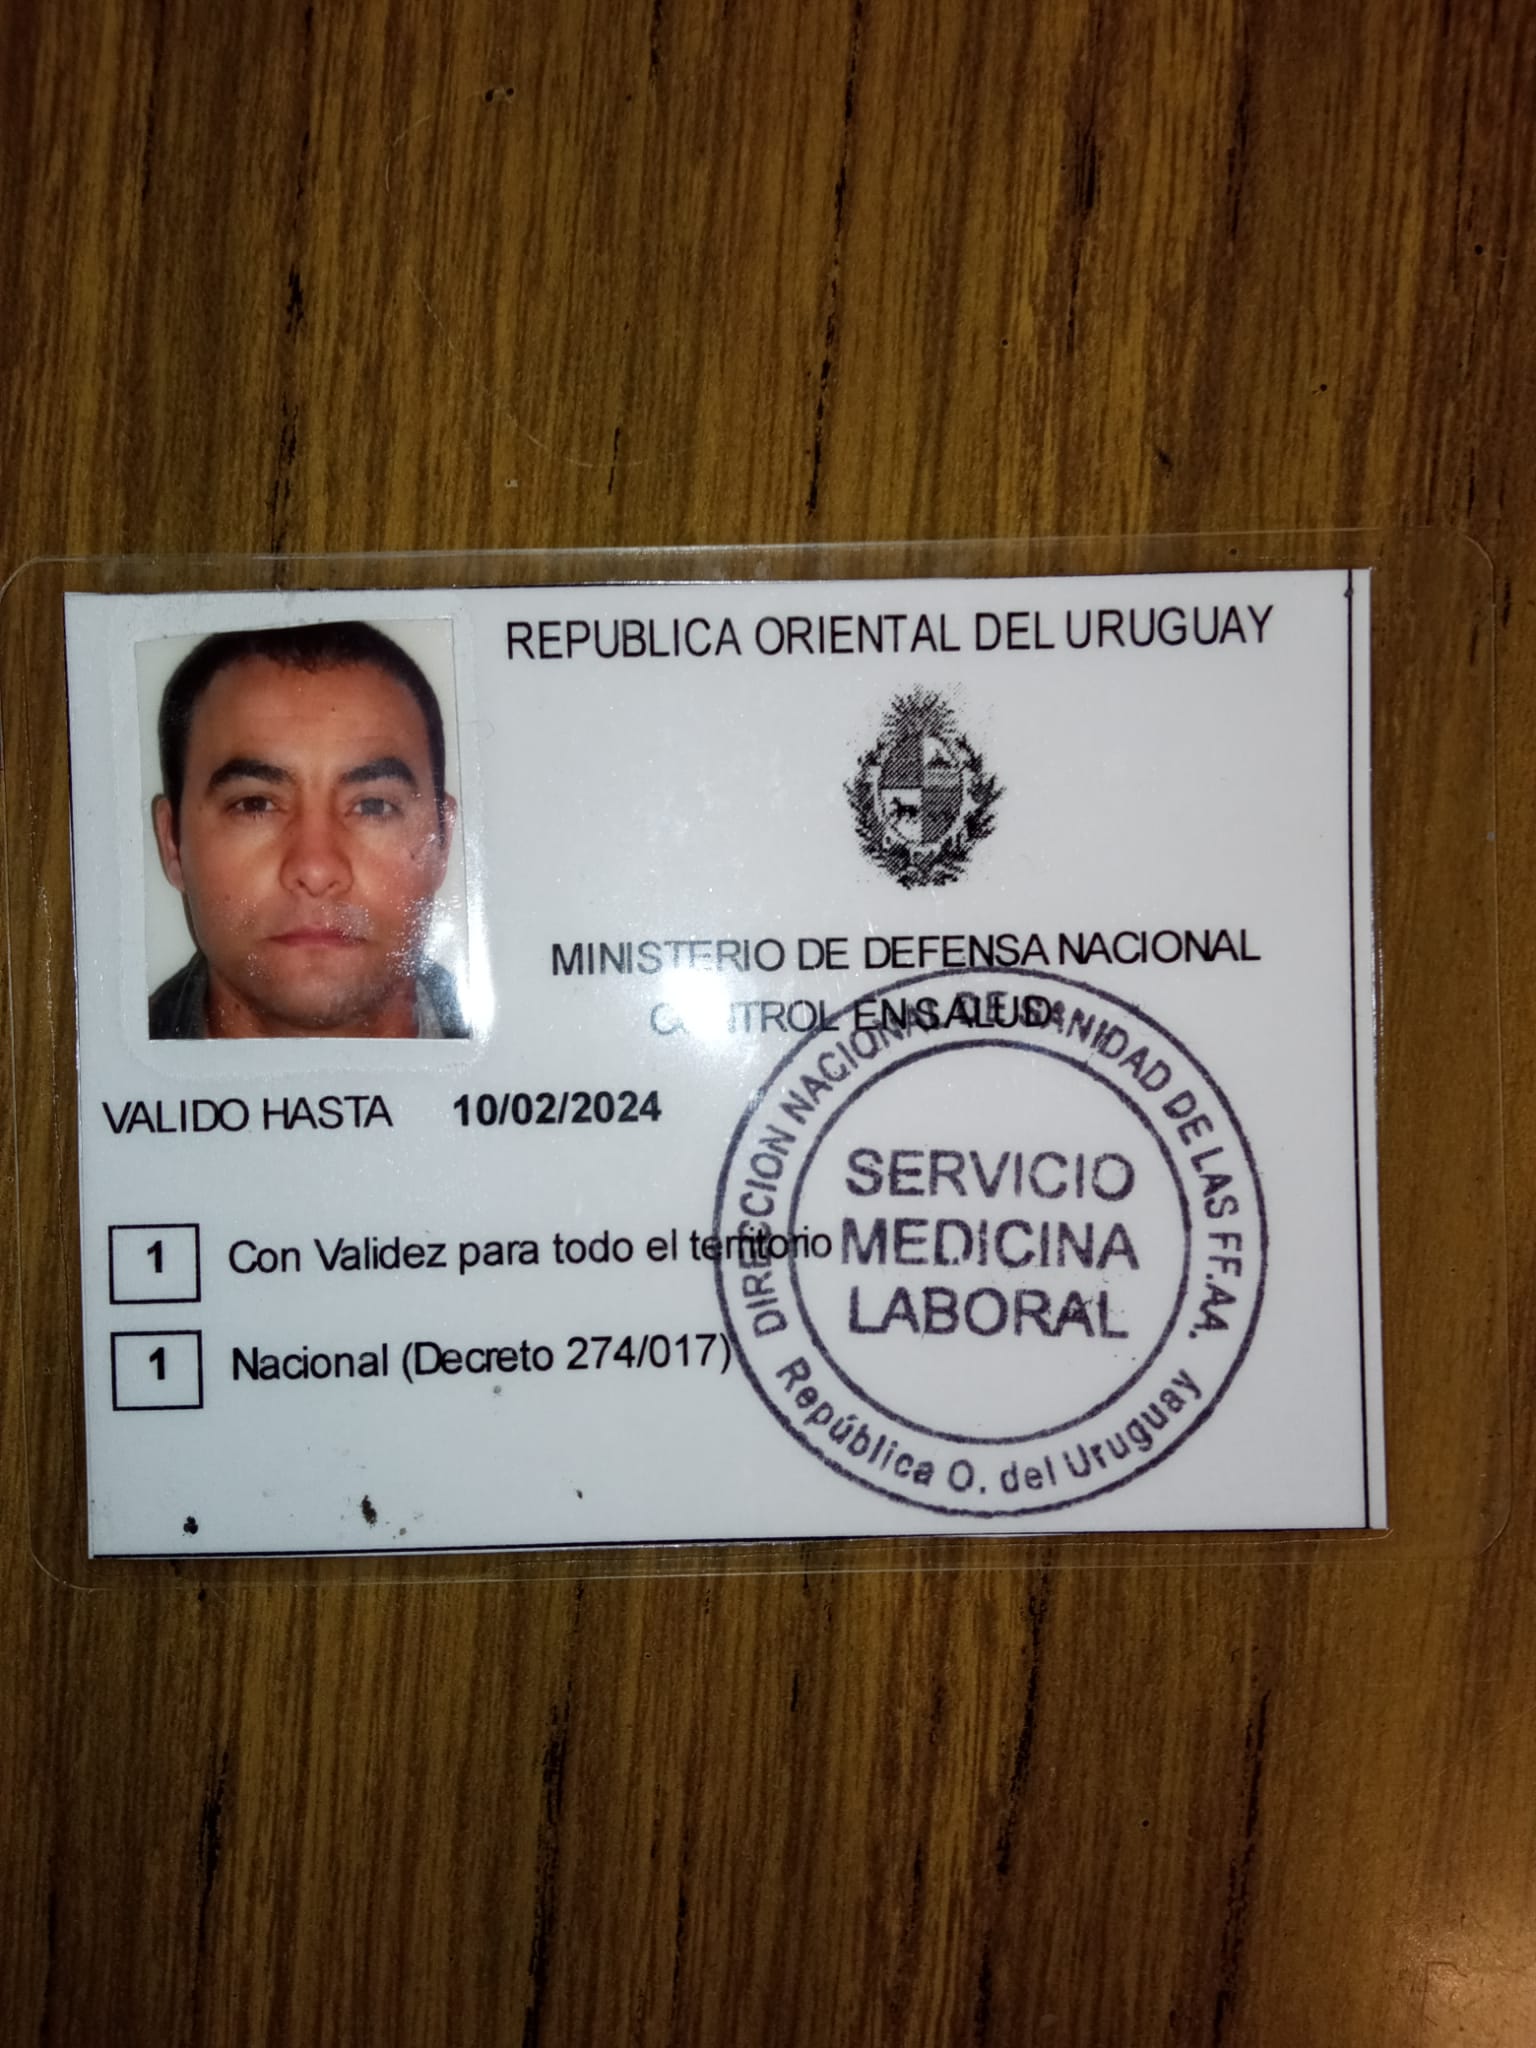 REPUBLICA ORIENTAL DEL URUGUAY
MINISTERIO DE DEFENSA NACIONAL
CONTROL EN SALUD
VALIDO HASTA 10/02/2024
1 Con Validez para todo el territorio
1 Nacional (Decreto 274/017)
DIRECCION NACIONAL DE SANIDAD DE LAS FF.AA.
SERVICIO
MEDICINA
LABORAL
República O. del Uruguay